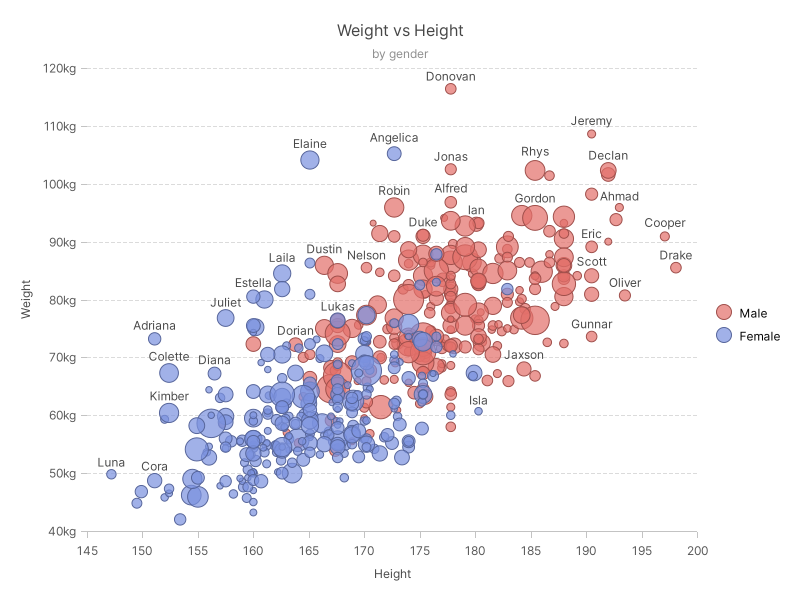 Weight vs Height
by gender
120kg
Donovan
110kg
Jeremy
Elaine
Angelica
Jonas
Rhys
Declan
100kg
Robin
Alfred
Gordon
Ahmad
Duke
Ian
Cooper
90kg
Eric
Dustin
Nelson
Drake
Laila
Scott
Estella
Oliver
80kg
Juliet
Lukas
Adriana
Dorian
Gunnar
70kg
Colette
Diana
Jaxson
Kimber
Isla
60kg
Luna
Cora
50kg
40kg
145 150 155 160 165 170 175 180 185 190 195 200
Height
Weight
Male
Female